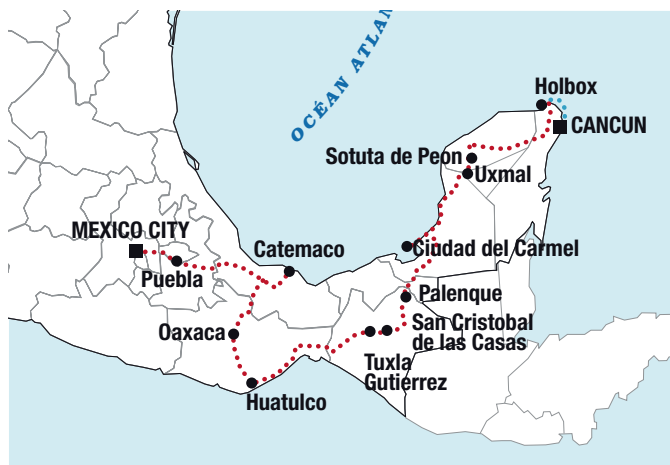 OCÉAN ATLAN
Holbox
CANCUN
Sotuta de Peon
Uxmal
MEXICO CITY
Catemaco
Ciudad del Carmel
Puebla
Palenque
Oaxaca
San Cristobal
de las Casas
Tuxla
Gutierrez
Huatulco